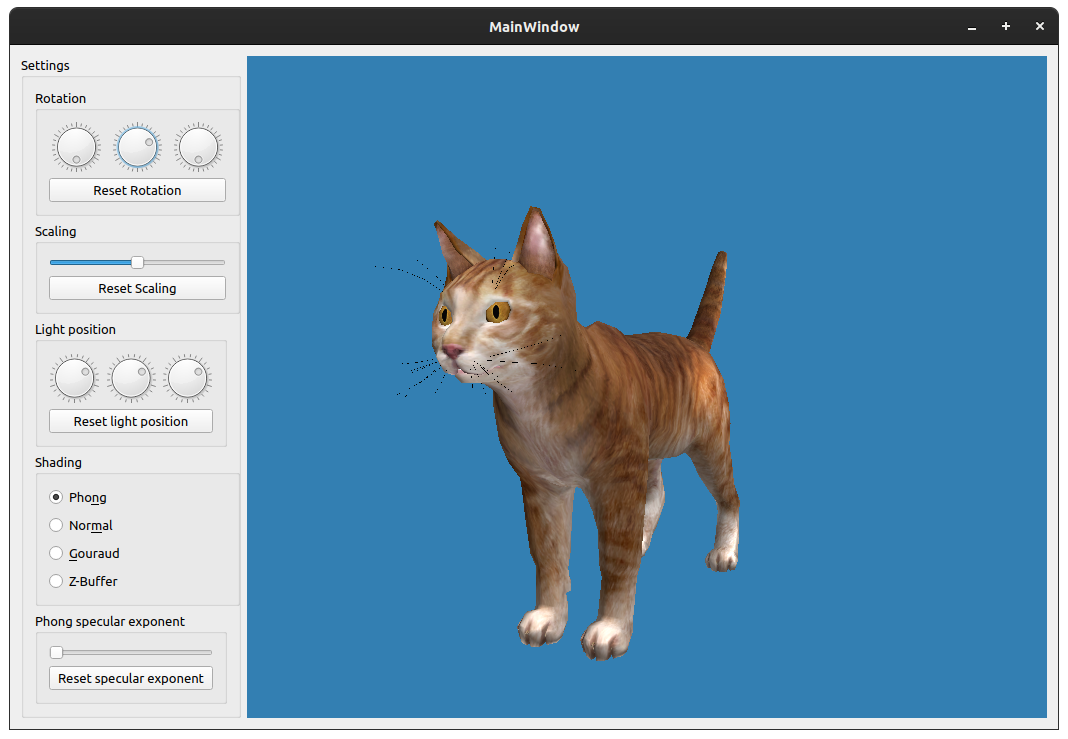 MainWindow
Settings
Rotation
Reset Rotation
Scaling
Reset Scaling
Light position
Reset light position
Shading
Phong
Normal
Gouraud
Z-Buffer
Phong specular exponent
Reset specular exponent